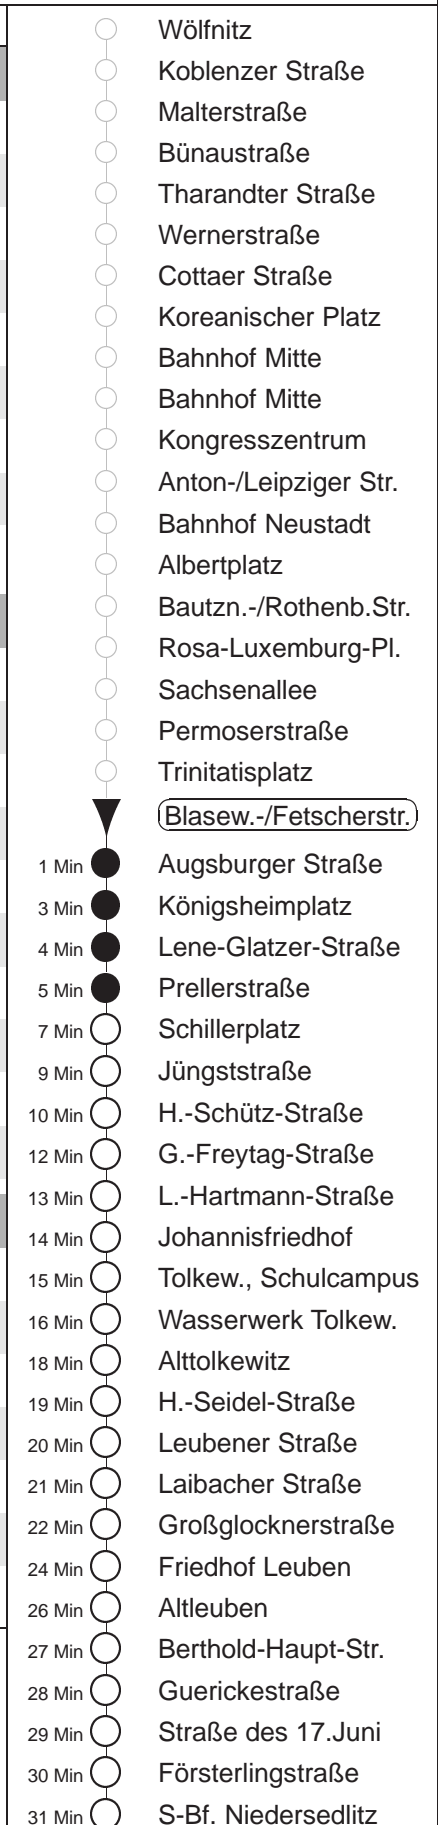 Wölfnitz
Koblenzer Straße
Malterstraße
Bünaustraße
Tharandter Straße
Wernerstraße
Cottaer Straße
Koreanischer Platz
Bahnhof Mitte
Bahnhof Mitte
Kongresszentrum
Anton-/Leipziger Str.
Bahnhof Neustadt
Albertplatz
Bautzn.-/Rothenb.Str.
Rosa-Luxemburg-Pl.
Sachsenallee
Permoserstraße
Trinitatisplatz
Blasew.-/Fetscherstr.
1 Min Augsburger Straße
3 Min Königsheimplatz
4 Min Lene-Glatzer-Straße
5 Min Prellerstraße
7 Min Schillerplatz
9 Min Jüngststraße
10 Min H.-Schütz-Straße
12 Min G.-Freytag-Straße
13 Min L.-Hartmann-Straße
14 Min Johannisfriedhof
15 Min Tolkew., Schulcampus
16 Min Wasserwerk Tolkew.
18 Min Alttolkewitz
19 Min H.-Seidel-Straße
20 Min Leubener Straße
21 Min Laibacher Straße
22 Min Großglocknerstraße
24 Min Friedhof Leuben
26 Min Altleuben
27 Min Berthold-Haupt-Str.
28 Min Guerickestraße
29 Min Straße des 17.Juni
30 Min Försterlingstraße
31 Min S-Bf. Niedersedlitz